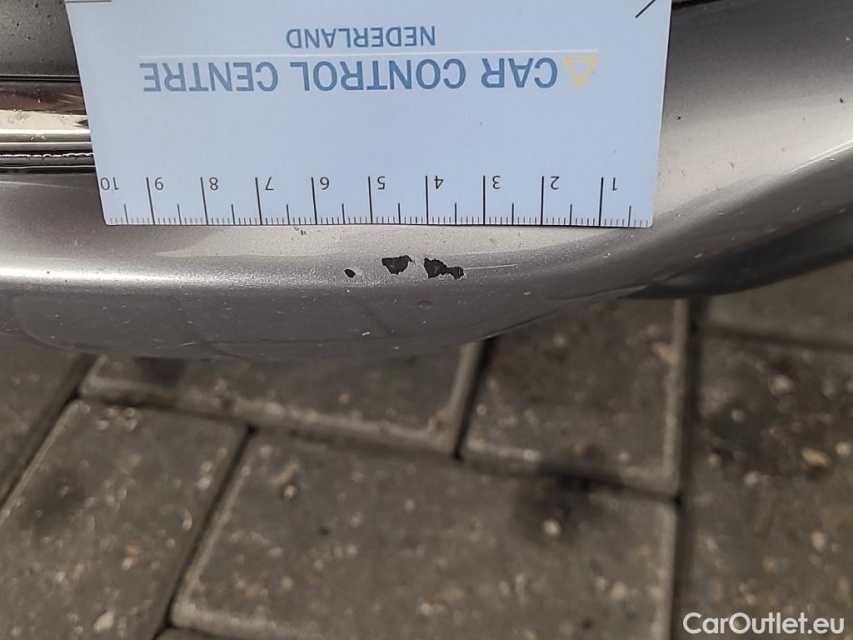 CAR CONTROL CENTRE
NEDERLAND
1 2 3 4 5 6 7 8 9 10
CarOutlet.eu